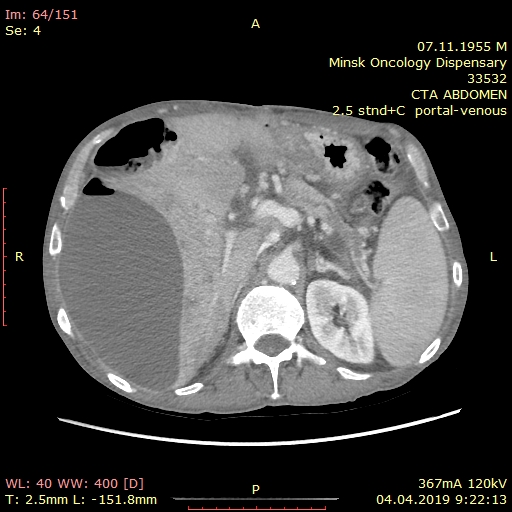 Im: 64/151
Se: 4
A
07.11.1955 M
Minsk Oncology Dispensary
33532
CTA ABDOMEN
2.5 stnd+C portal-venous
R
L
WL: 40 WW: 400 [D]
T: 2.5mm L: -151.8mm
P
367mA 120kV
04.04.2019 9:22:13